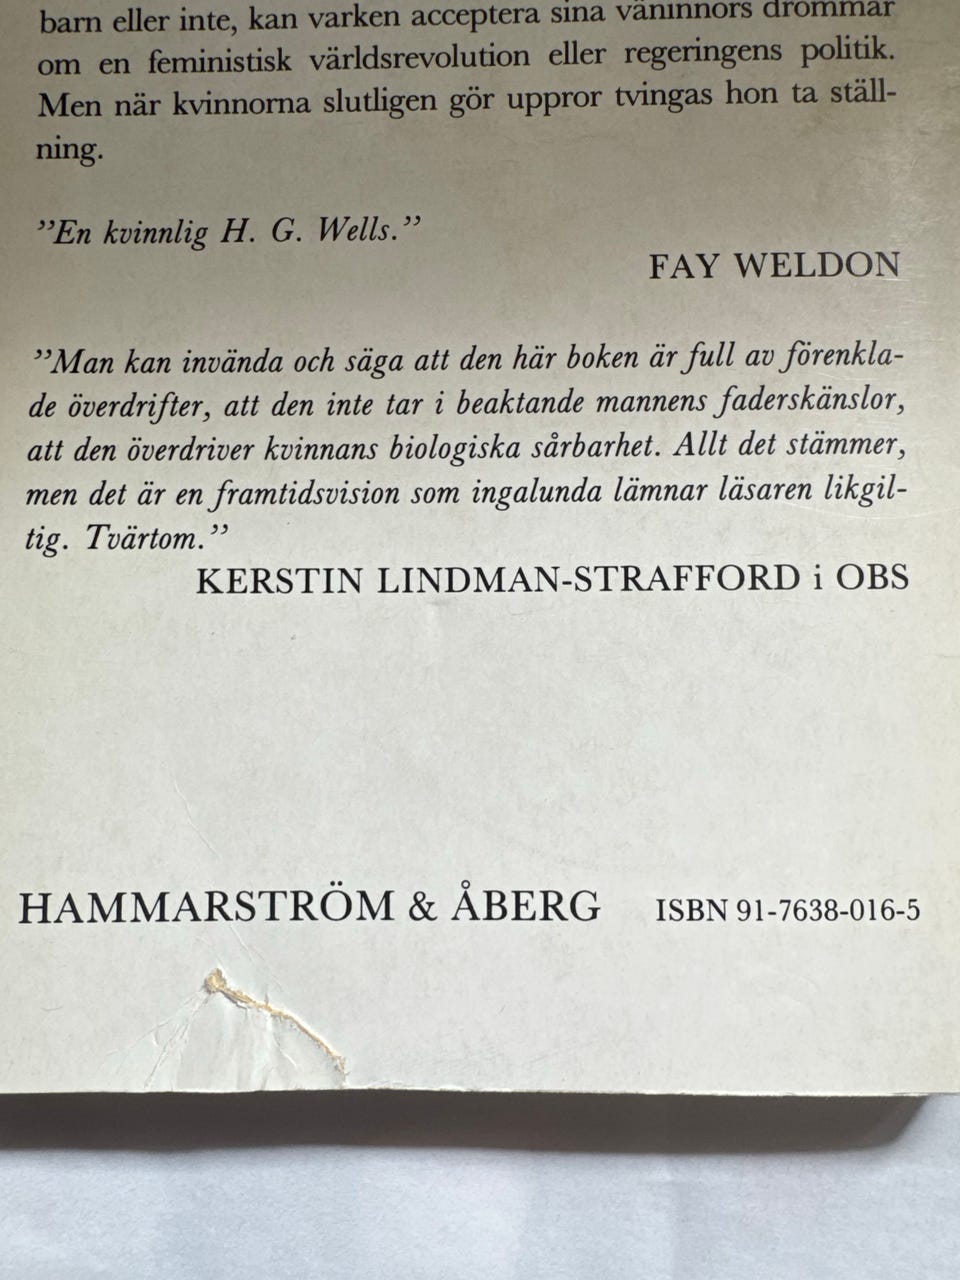 barn eller inte, kan varken acceptera sina väninnors drömmar
om en feministisk världsrevolution eller regeringens politik.
Men när kvinnorna slutligen gör uppror tvingas hon ta ställ-
ning.
”En kvinnlig H. G. Wells.”
FAY WELDON
”Man kan invända och säga att den här boken är full av förenkla-
de överdrifter, att den inte tar i beaktande mannens faderskänslor,
att den överdriver kvinnans biologiska sårbarhet. Allt det stämmer,
men det är en framtidsvision som ingalunda lämnar läsaren likgil-
tig. Tvärtom.”
KERSTIN LINDMAN-STRAFFORD i OBS
HAMMARSTRÖM & ÅBERG ISBN 91-7638-016-5